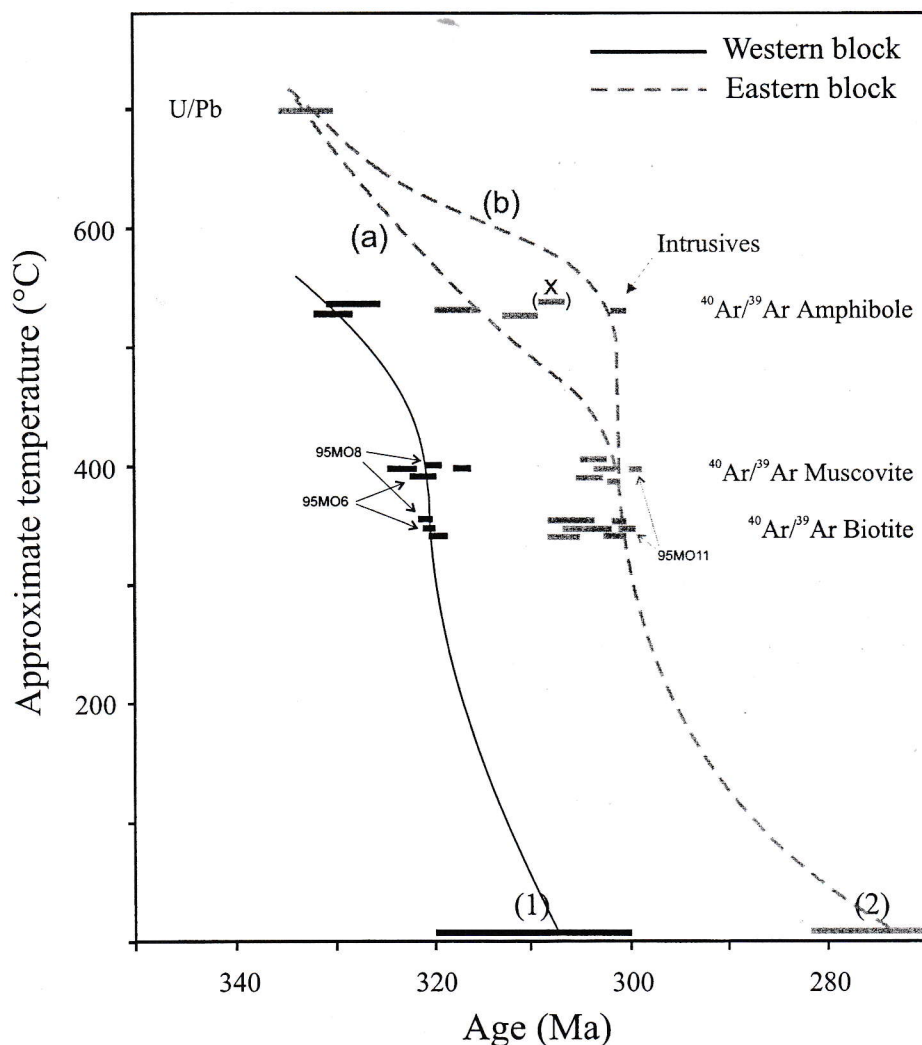 Western block
Eastern block
U/Pb
(b)
600
(a)
Intrusives
x
( )
⁴⁰Ar/³⁹Ar Amphibole
95MO8
400
⁴⁰Ar/³⁹Ar Muscovite
95MO6
⁴⁰Ar/³⁹Ar Biotite
95MO11
200
(1)
(2)
340
320
300
280
Approximate temperature (°C)
Age (Ma)